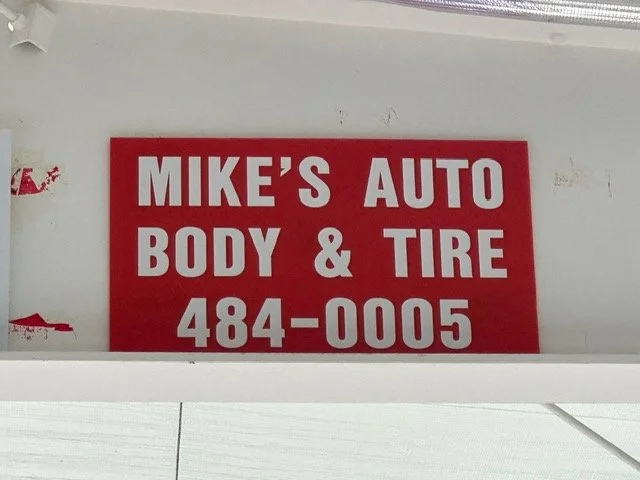 MIKE'S AUTO
BODY & TIRE
484-0005